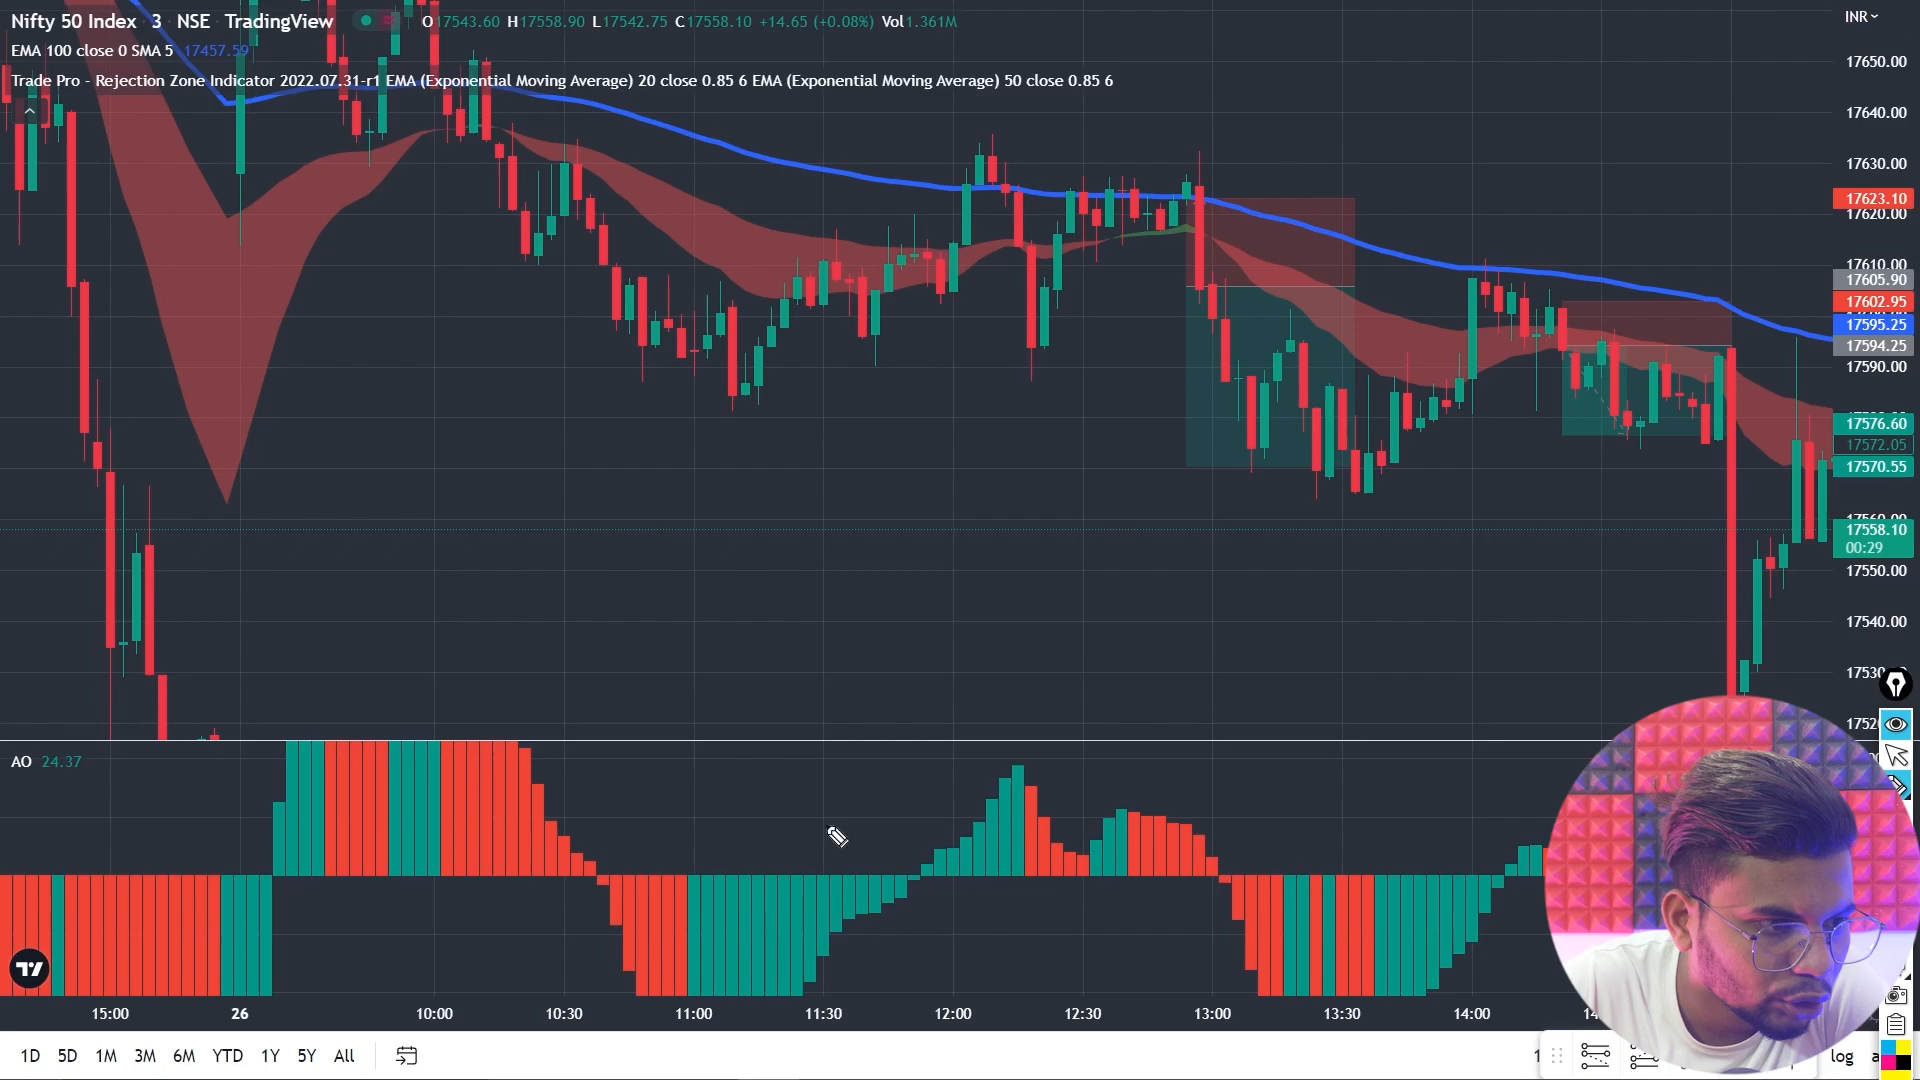 Nifty 50 Index · 3 · NSE · TradingView O17543.60 H17558.90 L17542.75 C17558.10 +14.65 (+0.08%) Vol 1.361M
EMA 100 close 0 SMA 5 17457.59
Trade Pro - Rejection Zone Indicator 2022.07.31-r1 EMA (Exponential Moving Average) 20 close 0.85 6 EMA (Exponential Moving Average) 50 close 0.85 6
INR
17650.00
17640.00
17630.00
17623.10
17620.00
17610.00
17605.90
17602.95
17595.25
17594.25
17590.00
17576.60
17572.05
17570.55
17558.10
00:29
17550.00
17540.00
AO 24.37
15:00 26 10:00 10:30 11:00 11:30 12:00 12:30 13:00 13:30 14:00
1D 5D 1M 3M 6M YTD 1Y 5Y All
log